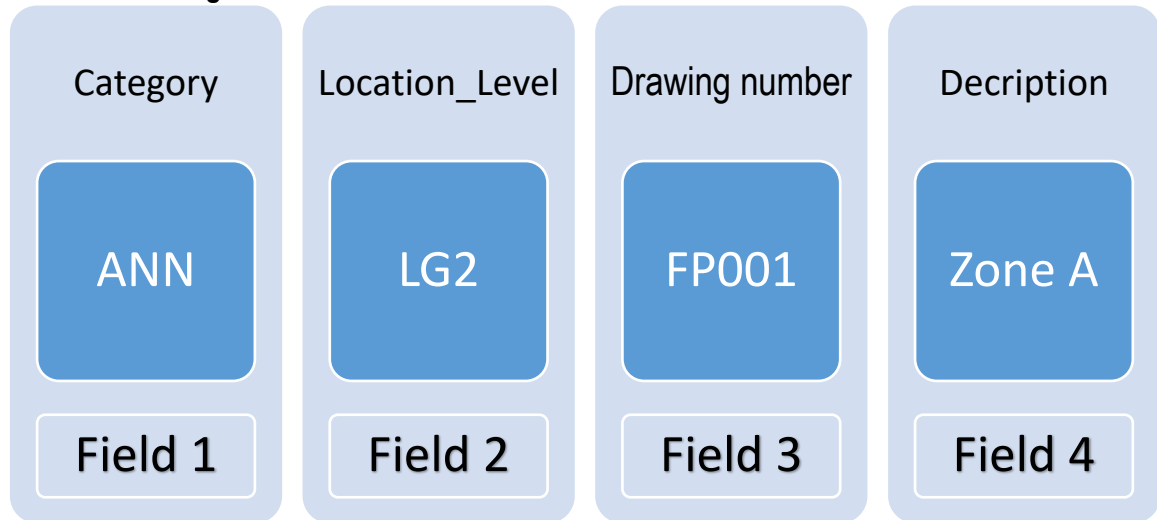 Category
Location_Level
Drawing number
Decription
ANN
LG2
FP001
Zone A
Field 1
Field 2
Field 3
Field 4